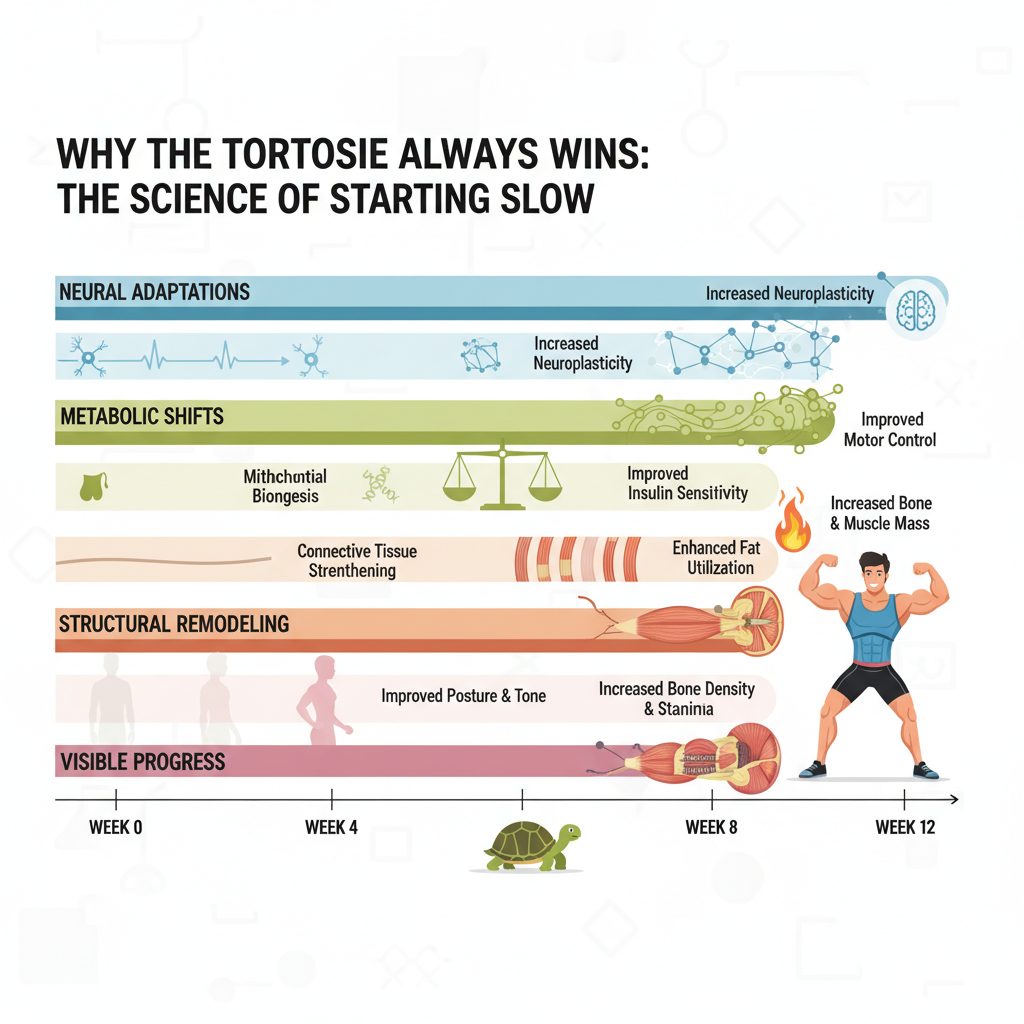 WHY THE TORTOSIE ALWAYS WINS:
THE SCIENCE OF STARTING SLOW
NEURAL ADAPTATIONS
Increased Neuroplasticity
Increased
Neuroplasticity
METABOLIC SHIFTS
Improved
Motor Control
Mithchontial
Biongesis
Improved
Insulin Sensitivity
Increased Bone
& Muscle Mass
Connective Tissue
Strenthening
Enhanced Fat
Utilization
STRUCTURAL REMODELING
Improved Posture & Tone
Increased Bone Density
& Stanina
VISIBLE PROGRESS
WEEK 0
WEEK 4
WEEK 8
WEEK 12